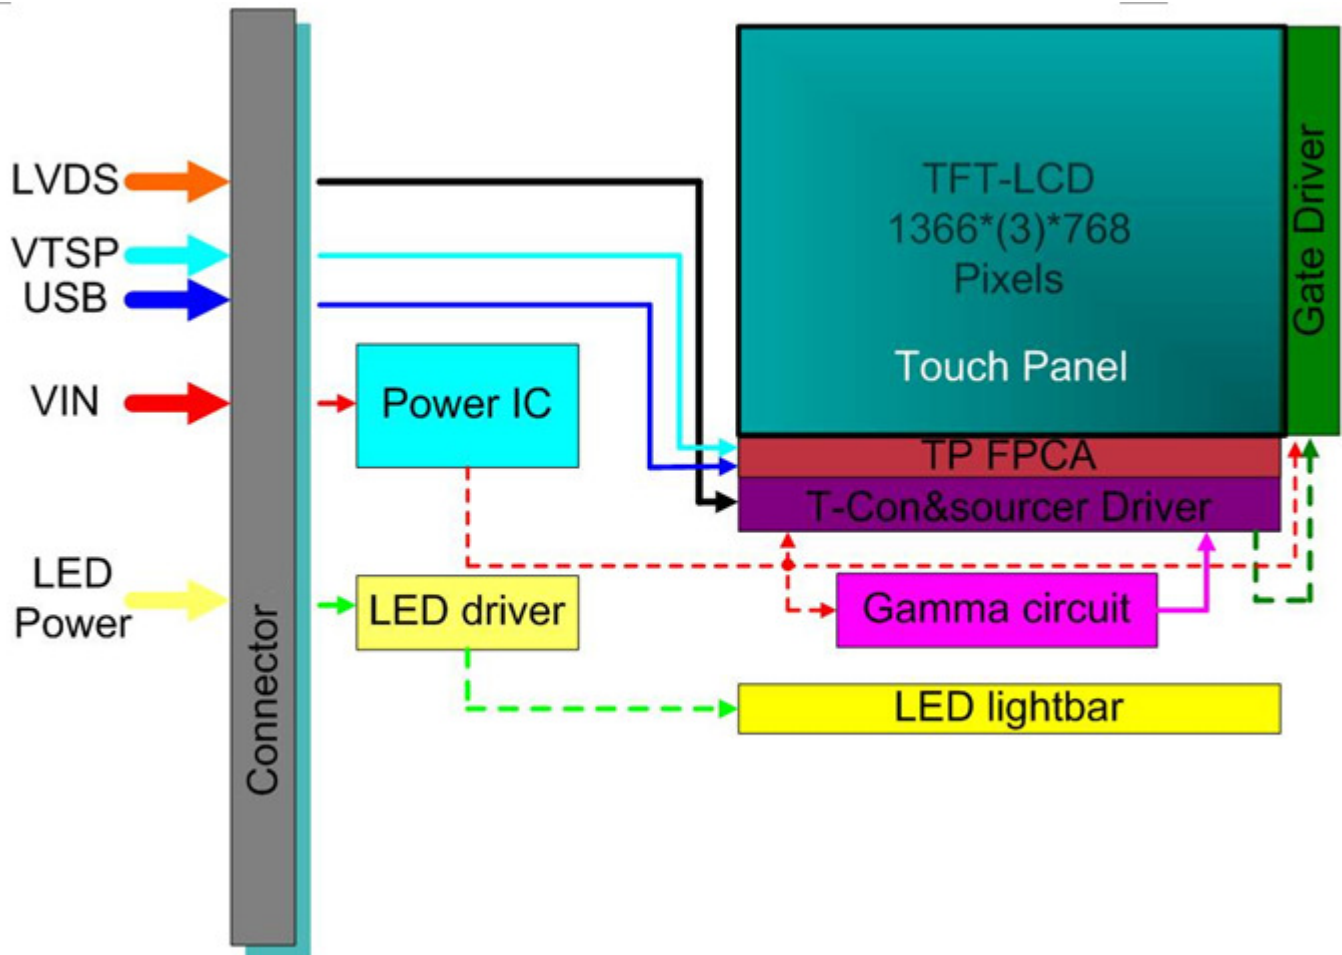 LVDS
VTSP
USB
VIN
LED
Power
Connector
Power IC
LED driver
TFT-LCD
1366*(3)*768
Pixels
Touch Panel
Gate Driver
TP FPCA
T-Con&sourcer Driver
Gamma circuit
LED lightbar